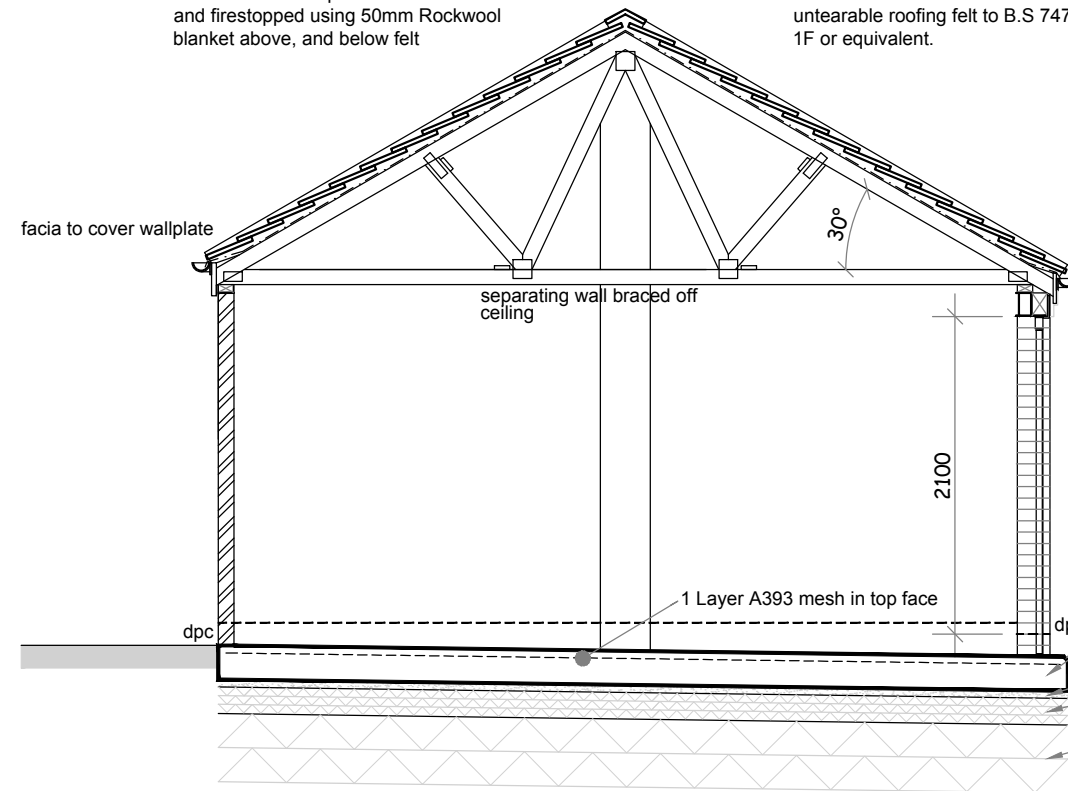 and firestopped using 50mm Rockwool
blanket above, and below felt
untearable roofing felt to B.S 747
1F or equivalent.
facia to cover wallplate
30°
separating wall braced off
ceiling
2100
1 Layer A393 mesh in top face
dpc